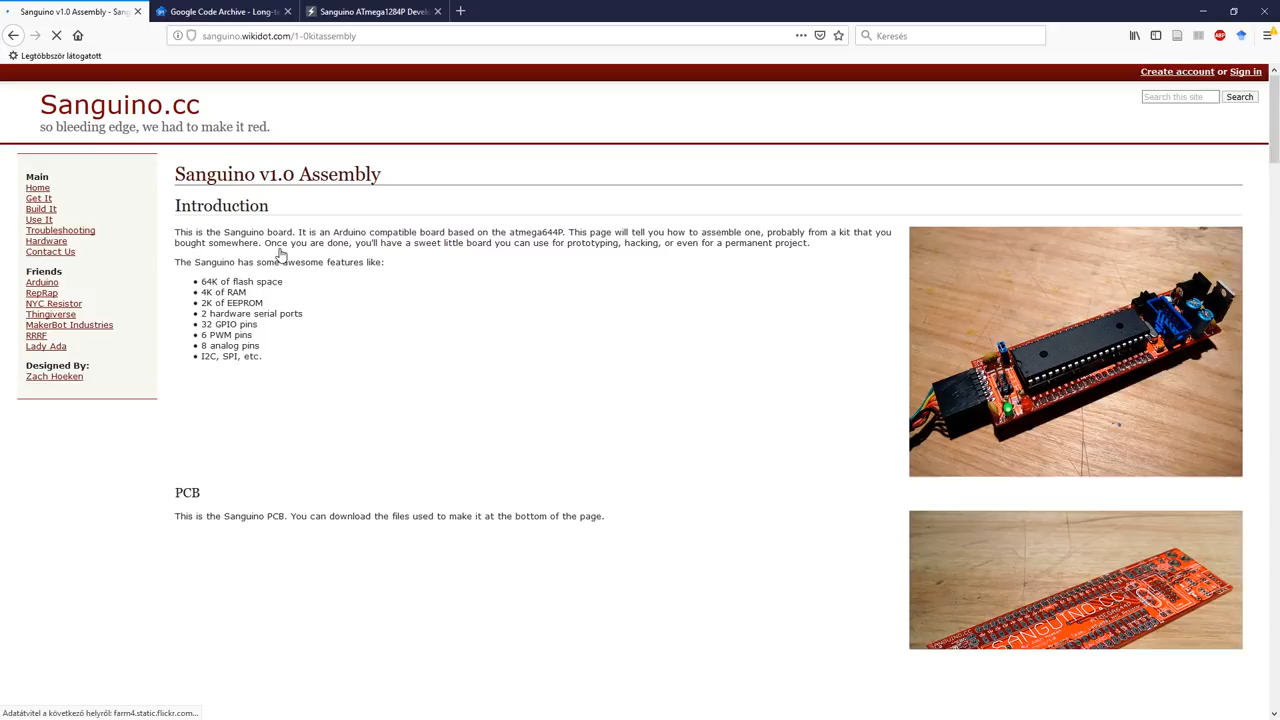 Sanguino v1.0 Assembly - Sang
Google Code Archive - Long-te
Sanguino ATmega1284P Develo
sanguino.wikidot.com/1-0kitassembly
Keresés
Legtöbbször látogatott
Create account or Sign in
Sanguino.cc
so bleeding edge, we had to make it red.
Search this site
Search
Main
Home
Get It
Build It
Use It
Troubleshooting
Hardware
Contact Us
Friends
Arduino
RepRap
NYC Resistor
Thingiverse
MakerBot Industries
RRRF
Lady Ada
Designed By:
Zach Hoeken
Sanguino v1.0 Assembly
Introduction
This is the Sanguino board. It is an Arduino compatible board based on the atmega644P. This page will tell you how to assemble one, probably from a kit that you
bought somewhere. Once you are done, you'll have a sweet little board you can use for prototyping, hacking, or even for a permanent project.
The Sanguino has some awesome features like:
• 64K of flash space
• 4K of RAM
• 2K of EEPROM
• 2 hardware serial ports
• 32 GPIO pins
• 6 PWM pins
• 8 analog pins
• I2C, SPI, etc.
PCB
This is the Sanguino PCB. You can download the files used to make it at the bottom of the page.
SANGUINO.CC
Adatátvitel a következő helyről: farm4.static.flickr.com...